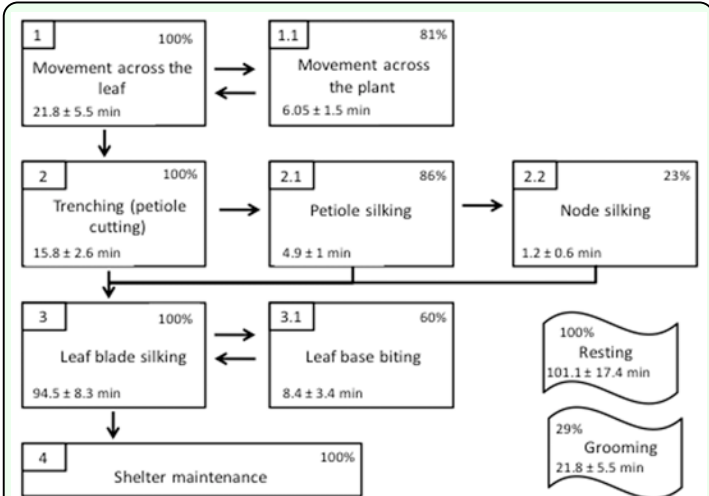 1
100%
Movement across the
leaf
21.8 ± 5.5 min
1.1
81%
Movement across
the plant
6.05 ± 1.5 min
2
100%
Trenching (petiole
cutting)
15.8 ± 2.6 min
2.1
86%
Petiole silking
4.9 ± 1 min
2.2
23%
Node silking
1.2 ± 0.6 min
3
100%
Leaf blade silking
94.5 ± 8.3 min
3.1
60%
Leaf base biting
8.4 ± 3.4 min
100%
Resting
101.1 ± 17.4 min
29%
Grooming
21.8 ± 5.5 min
4
100%
Shelter maintenance